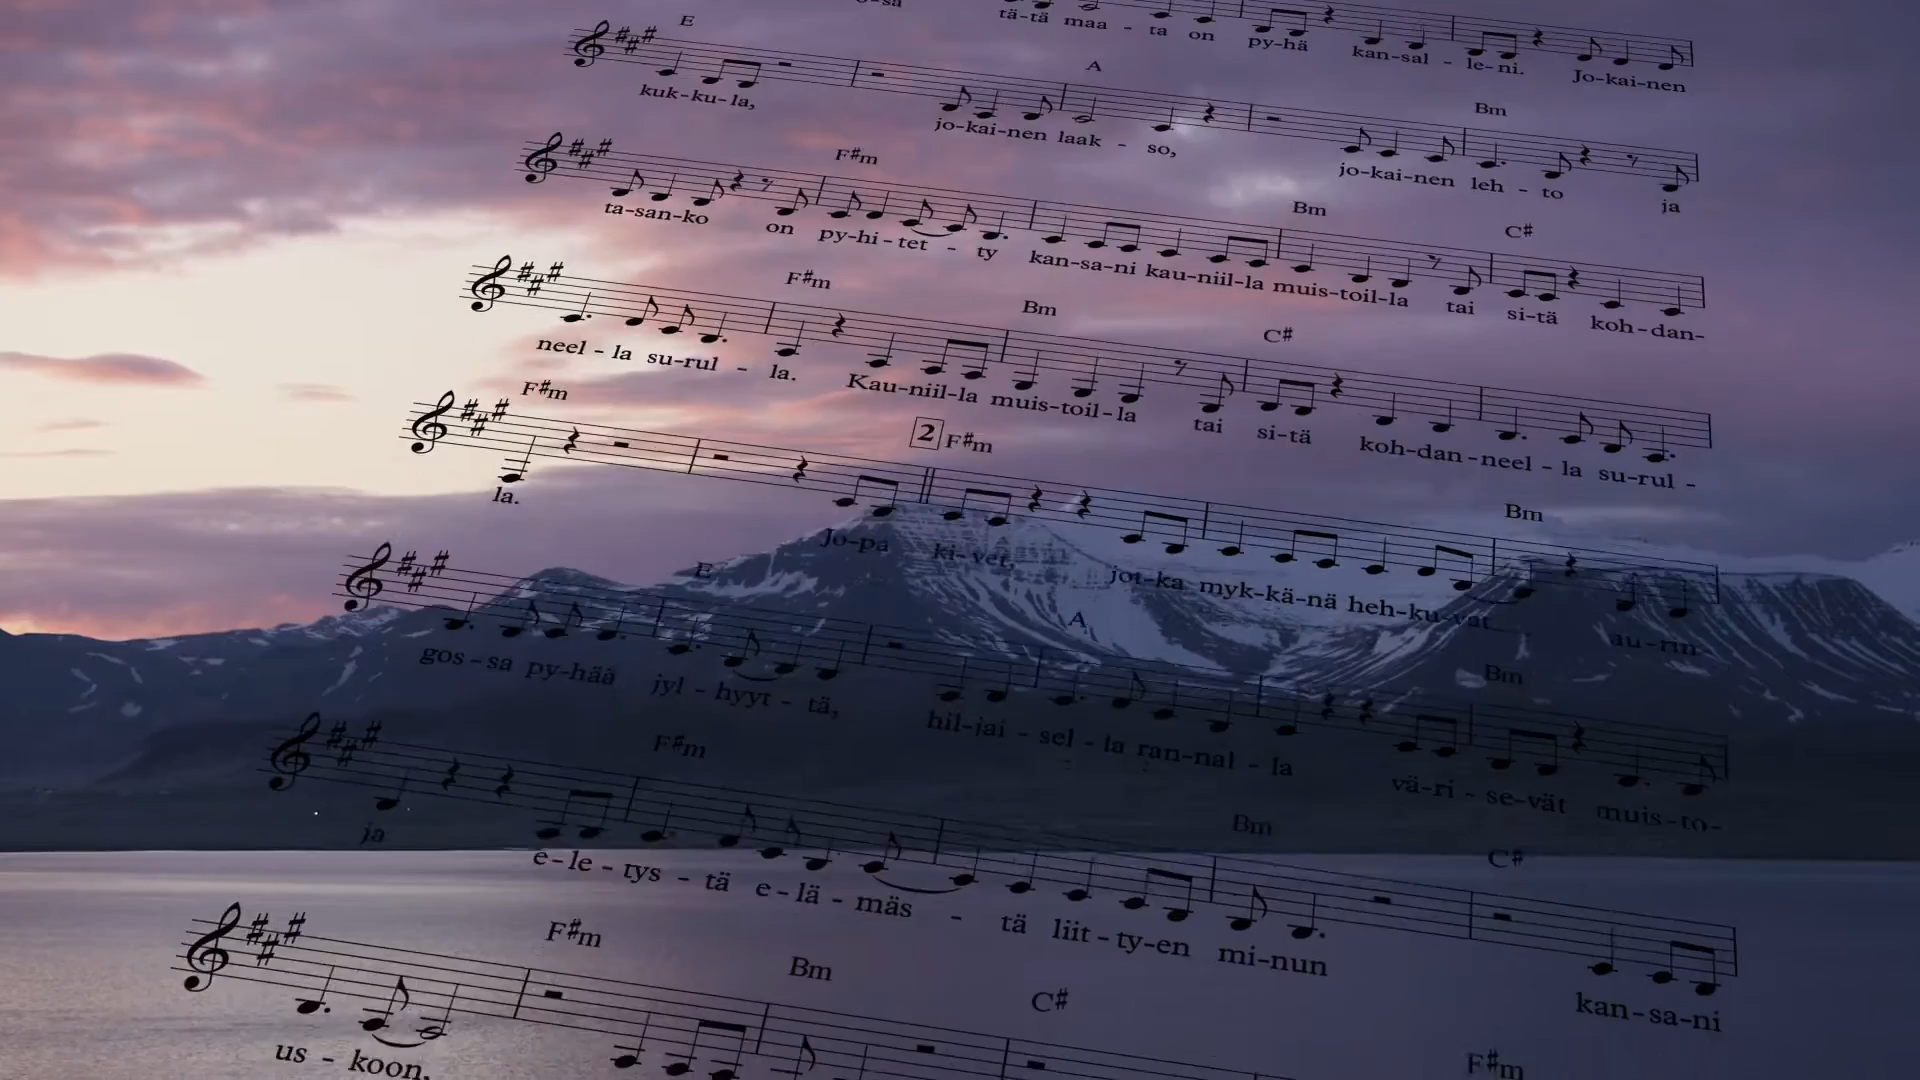 tä-tä maa - ta on py-hä kan-sal - le-ni. Jo-kai-nen
E A Bm
kuk-ku-la, jo-kai-nen laak - so, jo-kai-nen leh - to ja
F#m Bm C#
ta-san-ko on py-hi-tet - ty kan-sa-ni kau-niil-la muis-toil-la tai si-tä koh-dan-
F#m Bm C#
neel - la su-rul - la. Kau-niil-la muis-toil-la tai si-tä koh-dan-neel - la su-rul -
F#m 2 F#m Bm
la. Jo-pa ki-vet, jot-ka myk-kä-nä heh-ku-vat au-rin-
E A Bm
gos-sa py-hää jyl - hyyt - tä, hil-jai - sel - la ran-nal - la vä-ri - se-vät muis-to-
F#m Bm C#
ja e-le - tys - tä e-lä - mäs - tä liit-ty-en mi-nun kan-sa-ni
F#m Bm C# F#m
us - koon,